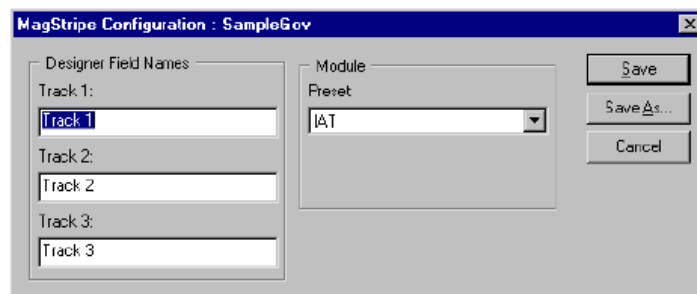 MagStripe Configuration : SampleGov
Designer Field Names
Track 1:
Track 1
Track 2:
Track 2
Track 3:
Track 3
Module
Preset
IAT
Save
Save As...
Cancel